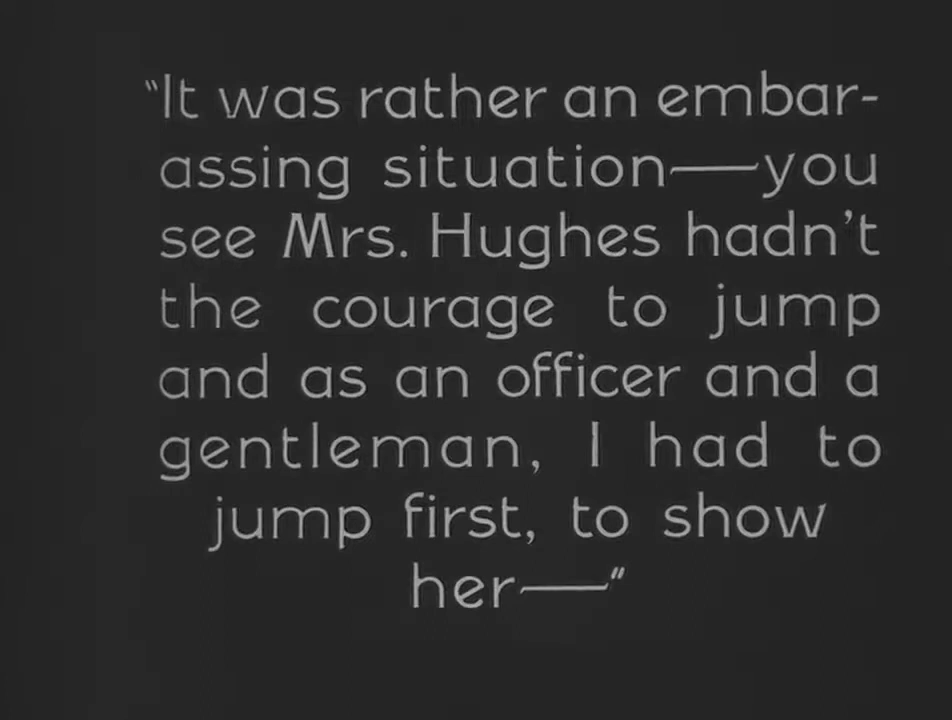 "It was rather an embar-
assing situation——you
see Mrs. Hughes hadn't
the courage to jump
and as an officer and a
gentleman, I had to
jump first, to show
her——"